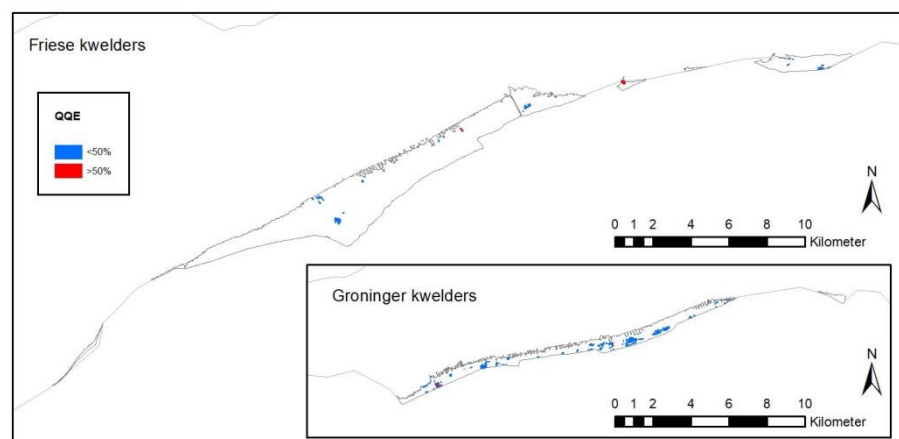 Friese kwelders
QQE
<50%
>50%
N
0 1 2 4 6 8 10
Kilometer
Groninger kwelders
N
0 1 2 4 6 8 10
Kilometer